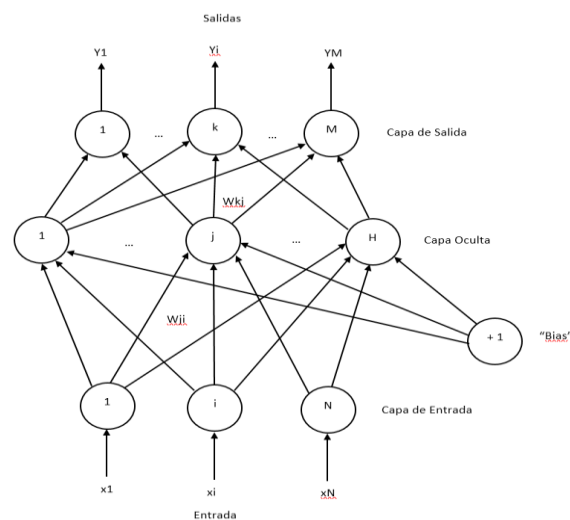 Salidas
Y1 Yi YM
1 ... k ... M Capa de Salida
Wkj
1 ... j ... H Capa Oculta
Wji
+ 1 “Bias’
1 i N Capa de Entrada
x1 xi xN
Entrada